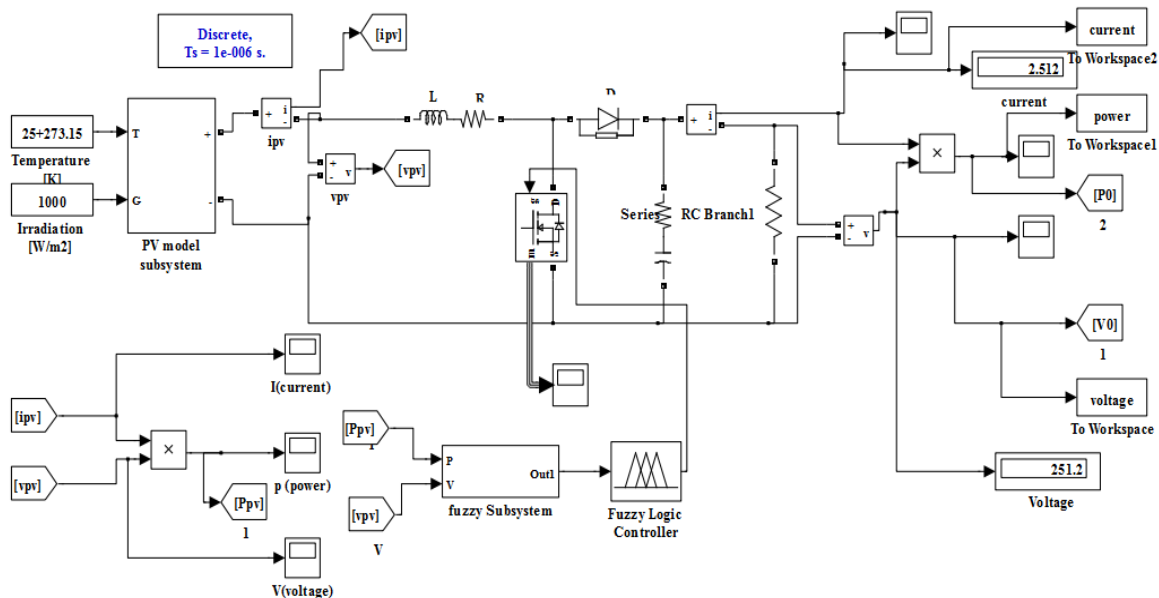 Discrete,
Ts = 1e-006 s.
[ipv]
25+273.15
Temperature
[K]
1000
Irradiation
[W/m2]
T
G
+
-
PV model
subsystem
+
-
i
ipv
+
-
v
vpv
[vpv]
L
R
D
g
D
m
S
Series
RC Branch1
+
-
i
+
-
v
current
To Workspace2
2.512
current
power
To Workspace1
×
[P0]
2
[V0]
1
voltage
To Workspace
251.2
Voltage
I(current)
[ipv]
[vpv]
×
p (power)
[Ppv]
1
V(voltage)
[Ppv]
[vpv]
V
P
V
Out1
fuzzy Subsystem
Fuzzy Logic
Controller